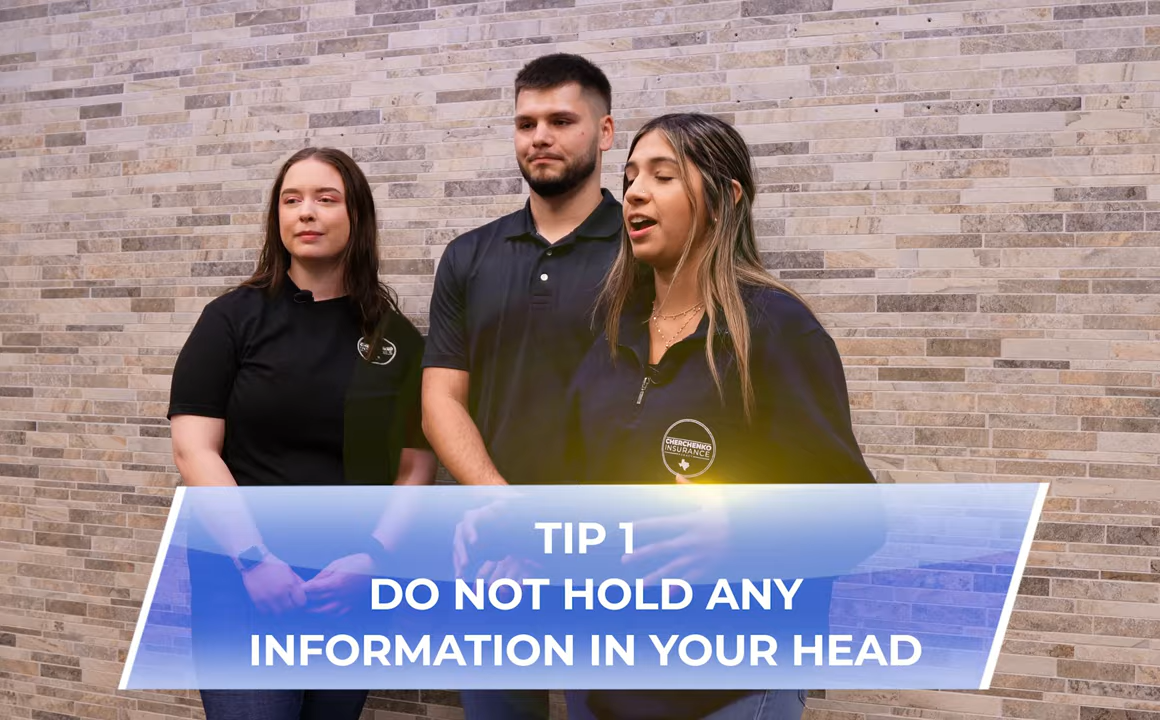 CHERCHENKO
INSURANCE
TIP 1
DO NOT HOLD ANY
INFORMATION IN YOUR HEAD